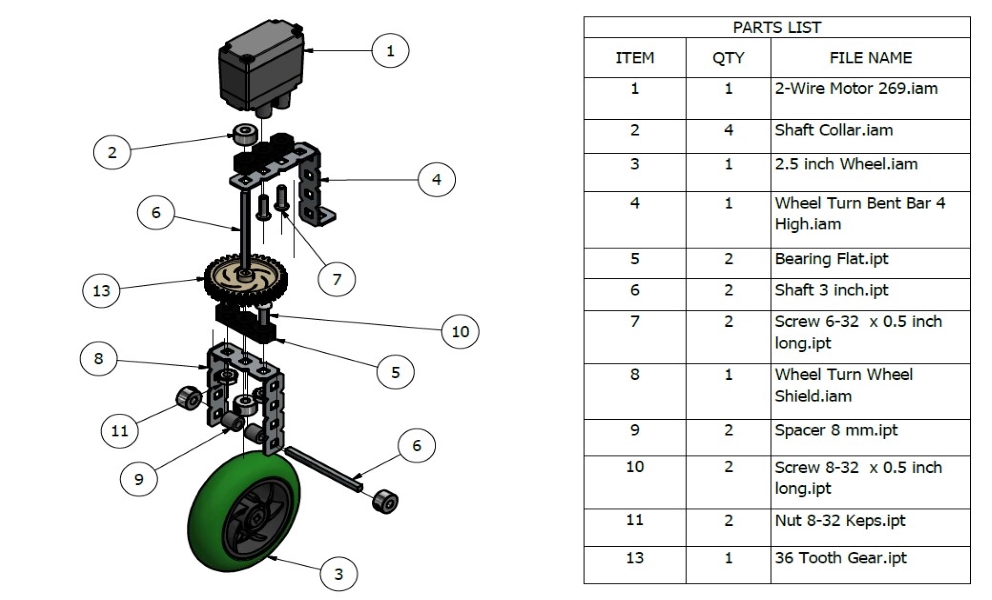 1
2
4
6
7
13
10
8
5
11
9
6
3
PARTS LIST
ITEM QTY FILE NAME
1 1 2-Wire Motor 269.iam
2 4 Shaft Collar.iam
3 1 2.5 inch Wheel.iam
4 1 Wheel Turn Bent Bar 4
High.iam
5 2 Bearing Flat.ipt
6 2 Shaft 3 inch.ipt
7 2 Screw 6-32 x 0.5 inch
long.ipt
8 1 Wheel Turn Wheel
Shield.iam
9 2 Spacer 8 mm.ipt
10 2 Screw 8-32 x 0.5 inch
long.ipt
11 2 Nut 8-32 Keps.ipt
13 1 36 Tooth Gear.ipt